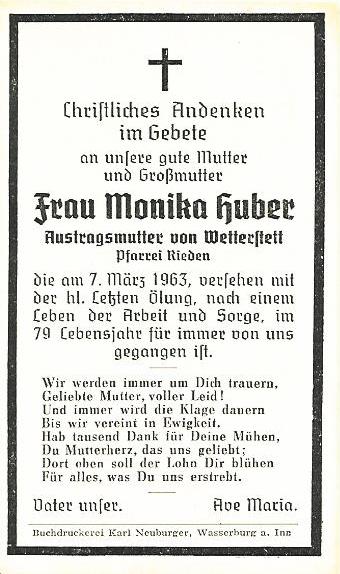 Christliches Andenken
im Gebete
an unsere gute Mutter
und Großmutter
Frau Monika Huber
Austragsmutter von Wetterstett
Pfarrei Rieden
die am 7. März 1963, versehen mit
der hl. Letzten Ölung, nach einem
Leben der Arbeit und Sorge, im
79 Lebensjahr für immer von uns
gegangen ist.
Wir werden immer um Dich trauern,
Geliebte Mutter, voller Leid!
Und immer wird die Klage dauern
Bis wir vereint in Ewigkeit.
Hab tausend Dank für Deine Mühen,
Du Mutterherz, das uns geliebt;
Dort oben soll der Lohn Dir blühen
Für alles, was Du uns erstrebt.
Vater unser. Ave Maria.
Buchdruckerei Karl Neuburger, Wasserburg a. Inn